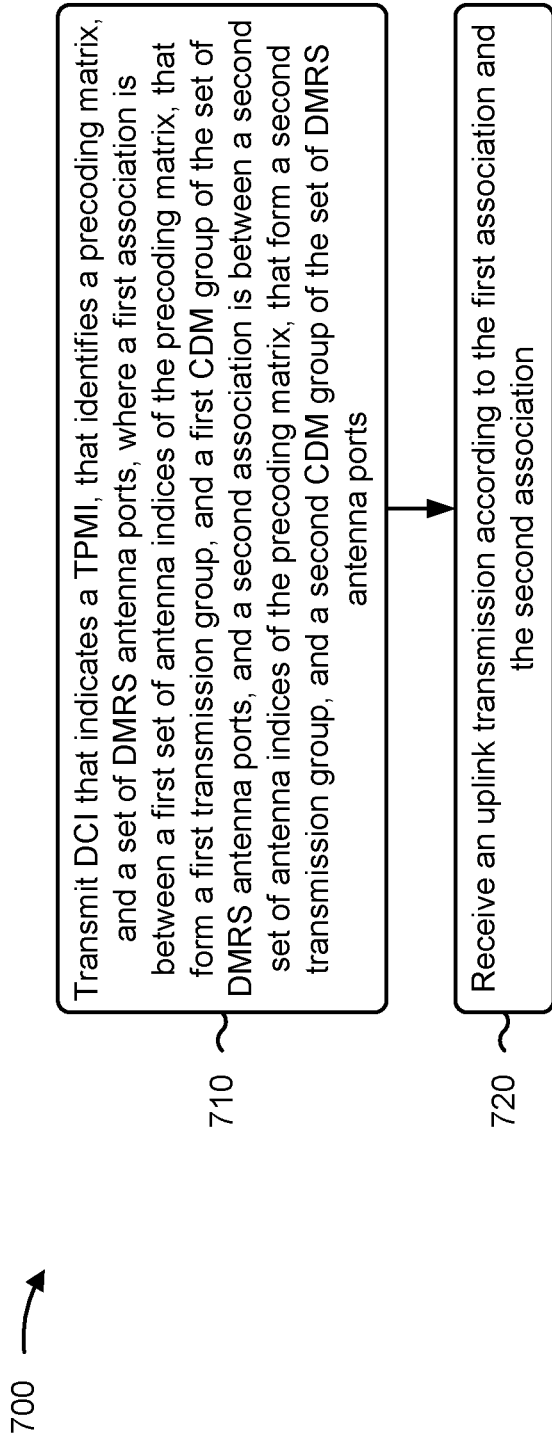 700
710
Transmit DCI that indicates a TPMI, that identifies a precoding matrix,
and a set of DMRS antenna ports, where a first association is
between a first set of antenna indices of the precoding matrix, that
form a first transmission group, and a first CDM group of the set of
DMRS antenna ports, and a second association is between a second
set of antenna indices of the precoding matrix, that form a second
transmission group, and a second CDM group of the set of DMRS
antenna ports
720
Receive an uplink transmission according to the first association and
the second association